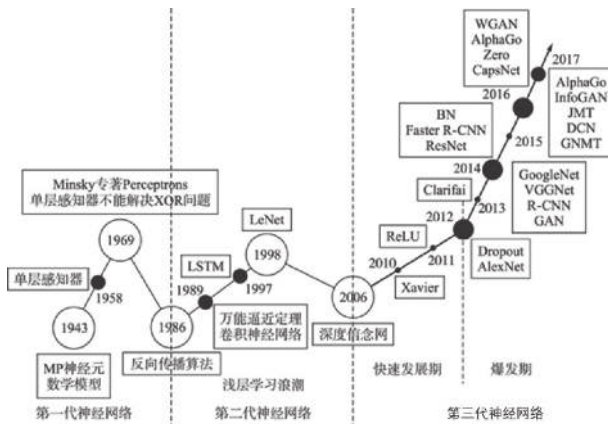 WGAN
AlphaGo
Zero
CapsNet
2017
2016
AlphaGo
InfoGAN
JMT
DCN
GNMT
BN
Faster R-CNN
ResNet
2015
2014
GoogleNet
VGGNet
R-CNN
GAN
Clarifai
2013
2012
Dropout
AlexNet
ReLU
2010
2011
Xavier
Minsky专著Perceptrons
单层感知器不能解决XOR问题
1969
单层感知器
1958
1943
MP神经元
数学模型
LeNet
1998
LSTM
1989
1997
1986
反向传播算法
万能逼近定理
卷积神经网络
2006
深度信念网
浅层学习浪潮
快速发展期
爆发期
第一代神经网络
第二代神经网络
第三代神经网络